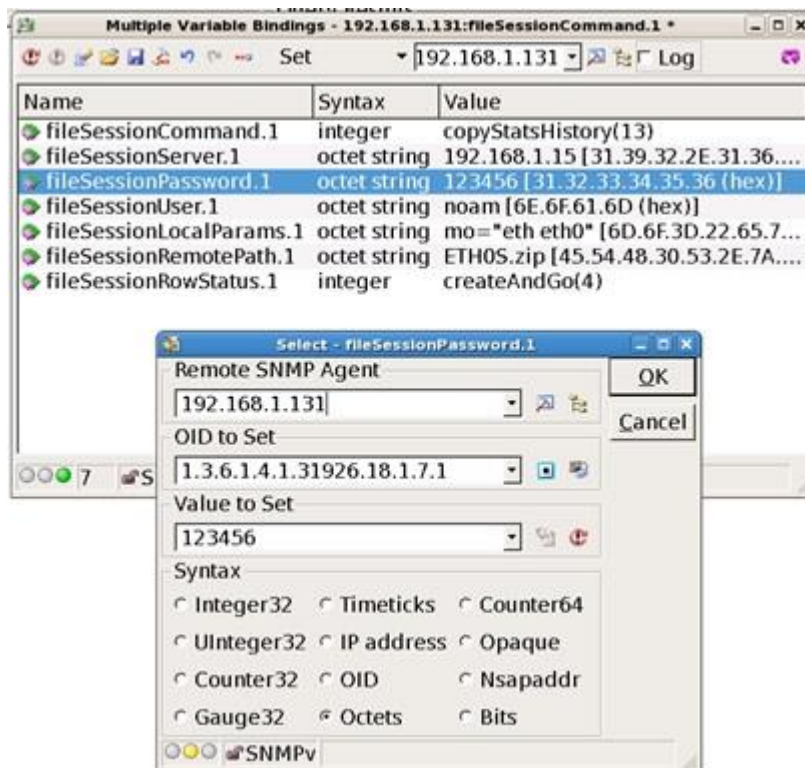 Multiple Variable Bindings - 192.168.1.131:fileSessionCommand.1 *
Set 192.168.1.131 Log
Name Syntax Value
fileSessionCommand.1 integer copyStatsHistory(13)
fileSessionServer.1 octet string 192.168.1.15 [31.39.32.2E.31.36....
fileSessionPassword.1 octet string 123456 [31.32.33.34.35.36 (hex)]
fileSessionUser.1 octet string noam [6E.6F.61.6D (hex)]
fileSessionLocalParams.1 octet string mo="eth eth0" [6D.6F.3D.22.65.7...
fileSessionRemotePath.1 octet string ETH0S.zip [45.54.48.30.53.2E.7A....
fileSessionRowStatus.1 integer createAndGo(4)
7 S
Select - fileSessionPassword.1
Remote SNMP Agent
192.168.1.131
OK
Cancel
OID to Set
1.3.6.1.4.1.31926.18.1.7.1
Value to Set
123456
Syntax
Integer32 Timeticks Counter64
UInteger32 IP address Opaque
Counter32 OID Nsapaddr
Gauge32 Octets Bits
SNMPv